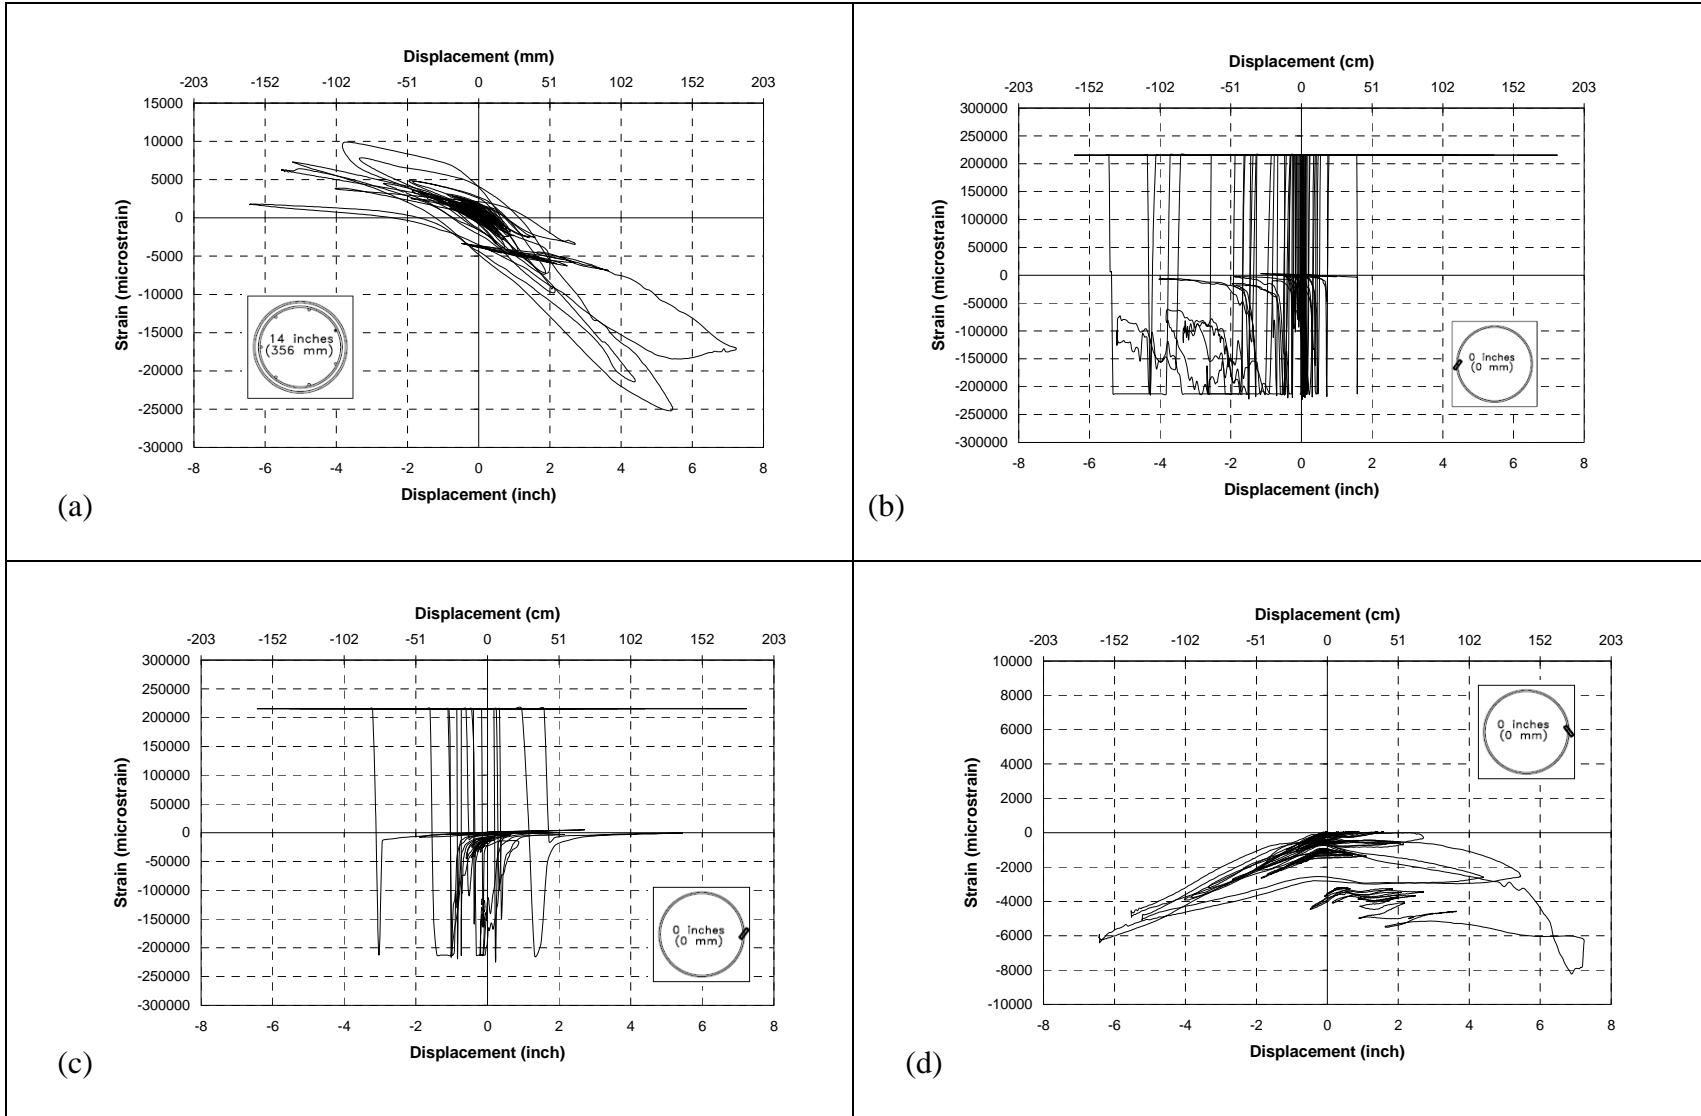 Displacement (mm)
-203 -152 -102 -51 0 51 102 152 203
15000
10000
5000
0
-5000
-10000
-15000
-20000
-25000
-30000
Strain (microstrain)
14 inches
(356 mm)
-8 -6 -4 -2 0 2 4 6 8
Displacement (inch)
(a)
Displacement (cm)
-203 -152 -102 -51 0 51 102 152 203
300000
250000
200000
150000
100000
50000
0
-50000
-100000
-150000
-200000
-250000
-300000
Strain (microstrain)
0 inches
(0 mm)
-8 -6 -4 -2 0 2 4 6 8
Displacement (inch)
(b)
Displacement (cm)
-203 -152 -102 -51 0 51 102 152 203
300000
250000
200000
150000
100000
50000
0
-50000
-100000
-150000
-200000
-250000
-300000
Strain (microstrain)
0 inches
(0 mm)
-8 -6 -4 -2 0 2 4 6 8
Displacement (inch)
(c)
Displacement (cm)
-203 -152 -102 -51 0 51 102 152 203
10000
8000
6000
4000
2000
0
-2000
-4000
-6000
-8000
-10000
Strain (microstrain)
0 inches
(0 mm)
-8 -6 -4 -2 0 2 4 6 8
Displacement (inch)
(d)